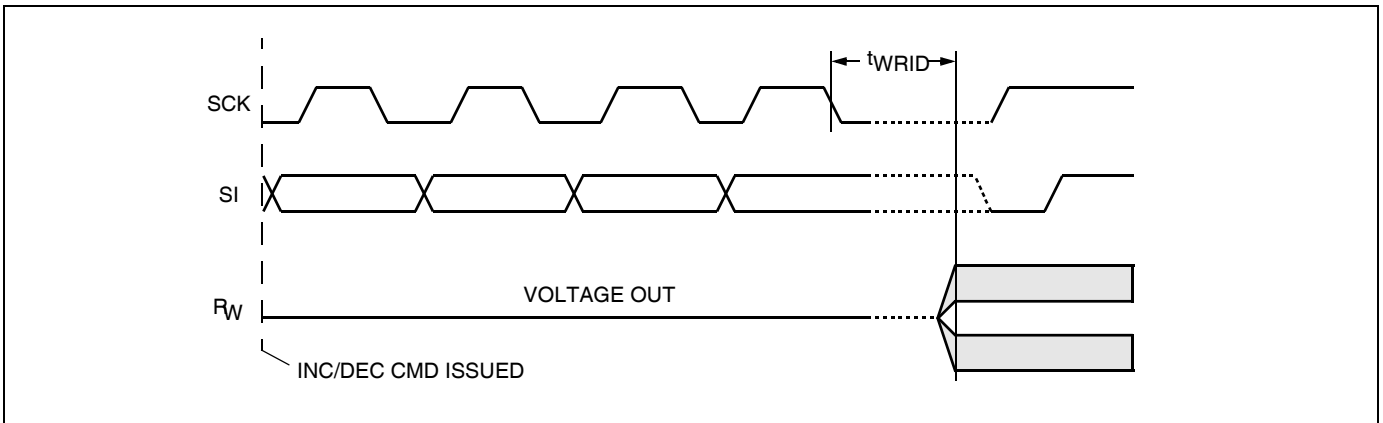 tWRID
SCK
SI
VOLTAGE OUT
RW
INC/DEC CMD ISSUED